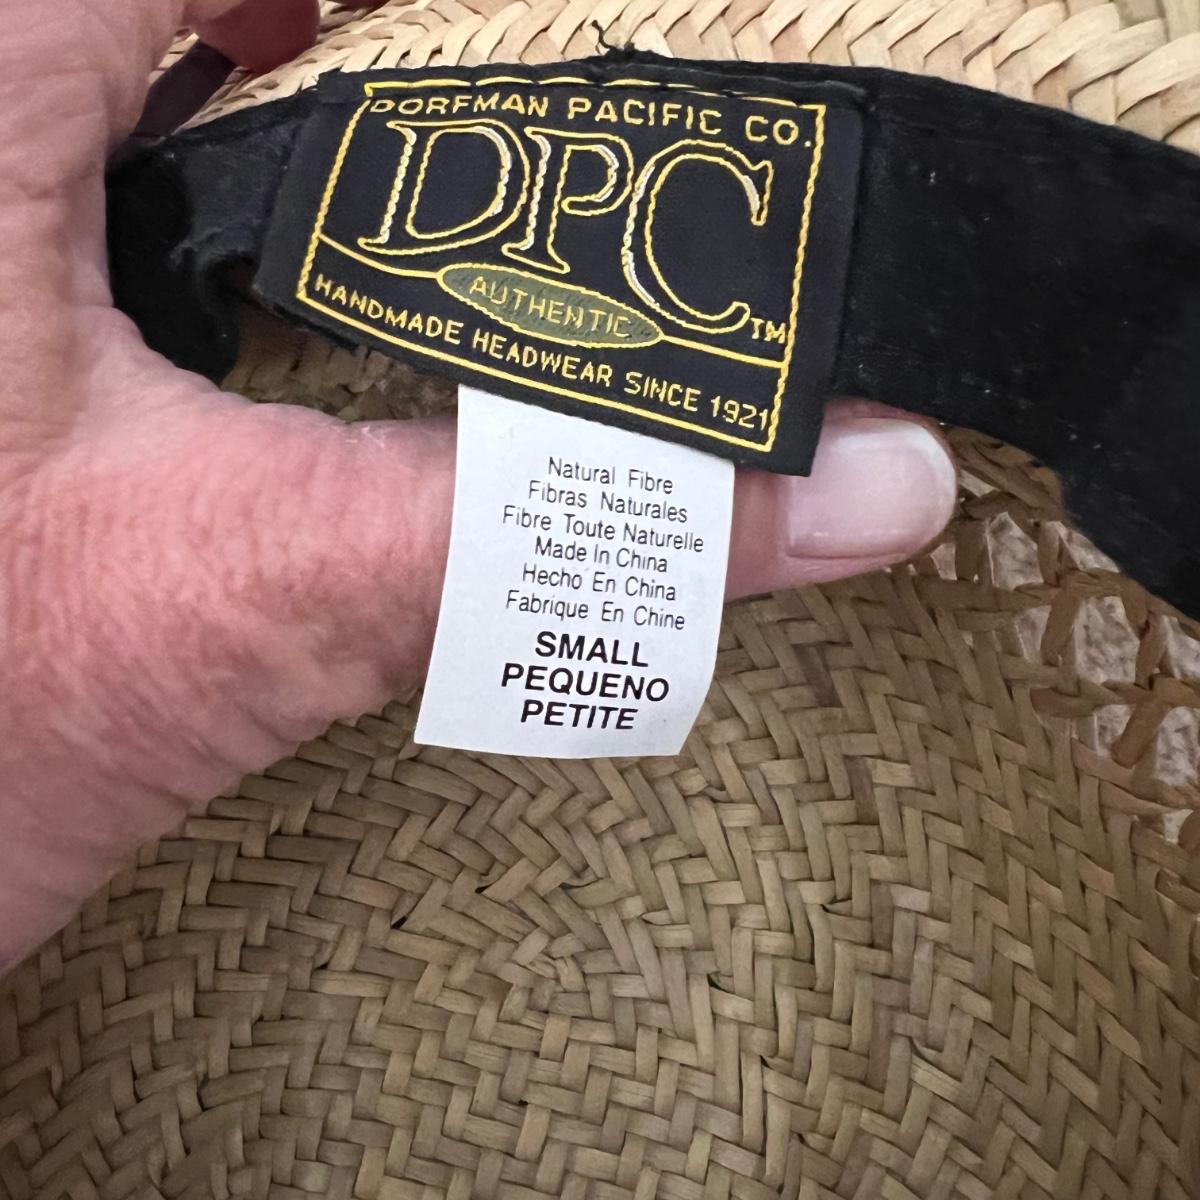 DORFMAN PACIFIC CO.
DPC
TM
AUTHENTIC
HANDMADE HEADWEAR SINCE 1921
Natural Fibre
Fibras Naturales
Fibre Toute Naturelle
Made In China
Hecho En China
Fabrique En Chine
SMALL
PEQUENO
PETITE